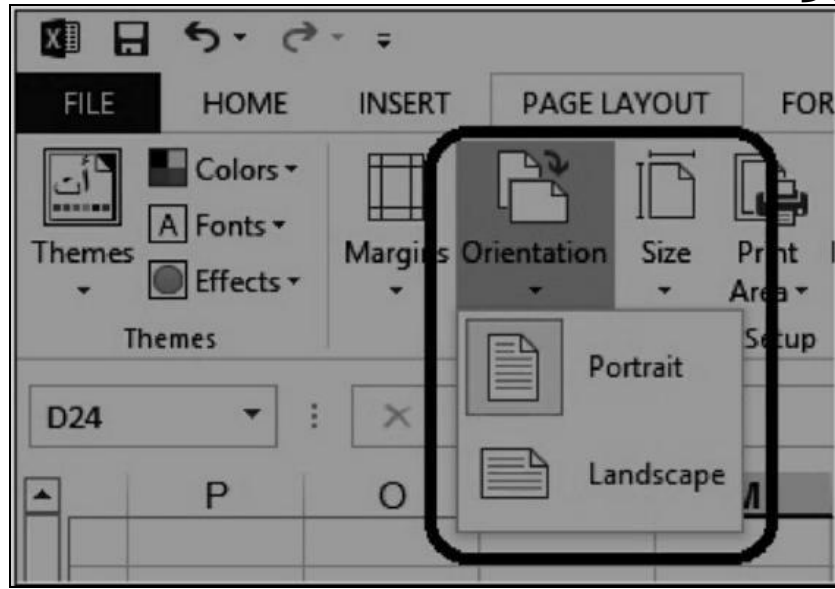 FILE HOME INSERT PAGE LAYOUT FOR
أت
Colors
A Fonts
Effects
Themes
Margins Orientation Size Print
Area
Themes
Setup
Portrait
Landscape
D24
P O M